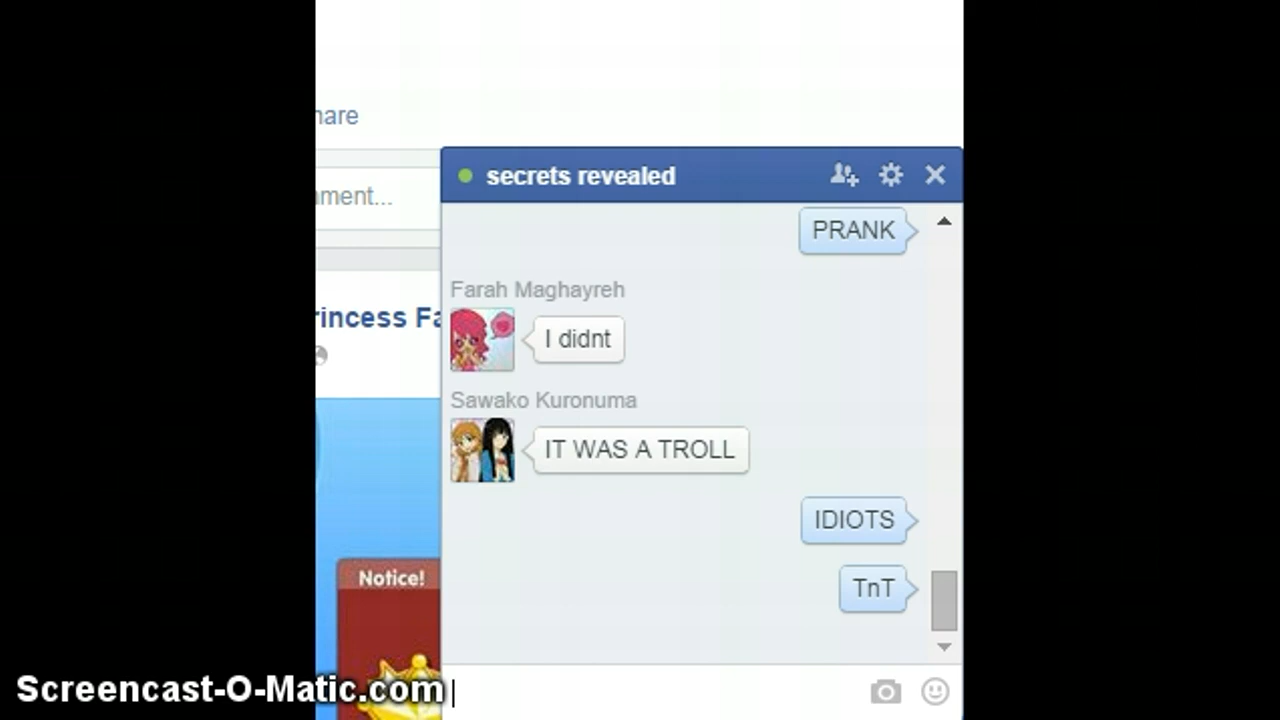 hare
secrets revealed
ment...
PRANK
Farah Maghayreh
rincess Fa
I didnt
Sawako Kuronuma
IT WAS A TROLL
IDIOTS
Notice!
TnT
Screencast-O-Matic.com